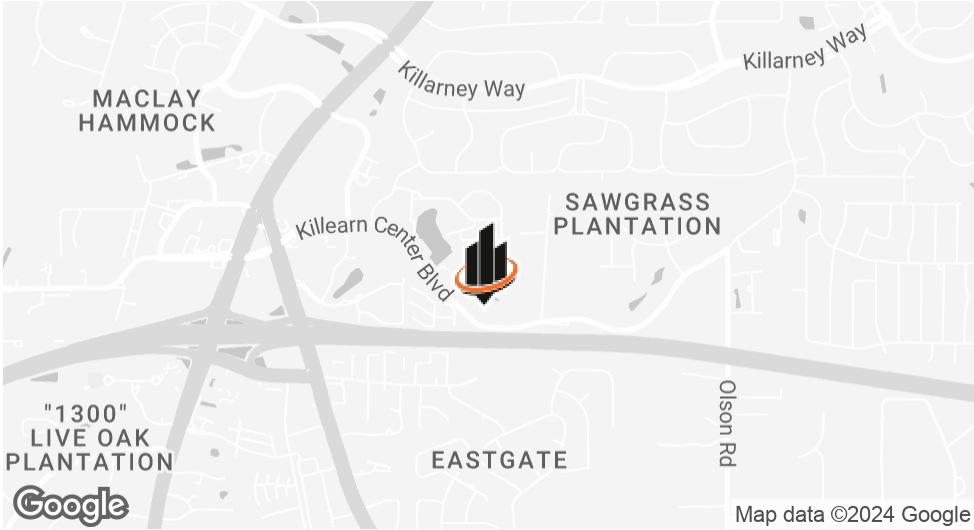 Killarney Way
Killarney Way
MACLAY
HAMMOCK
SAWGRASS
PLANTATION
Killearn Center Blvd
Olson Rd
"1300"
LIVE OAK
PLANTATION
EASTGATE
Google
Map data ©2024 Google